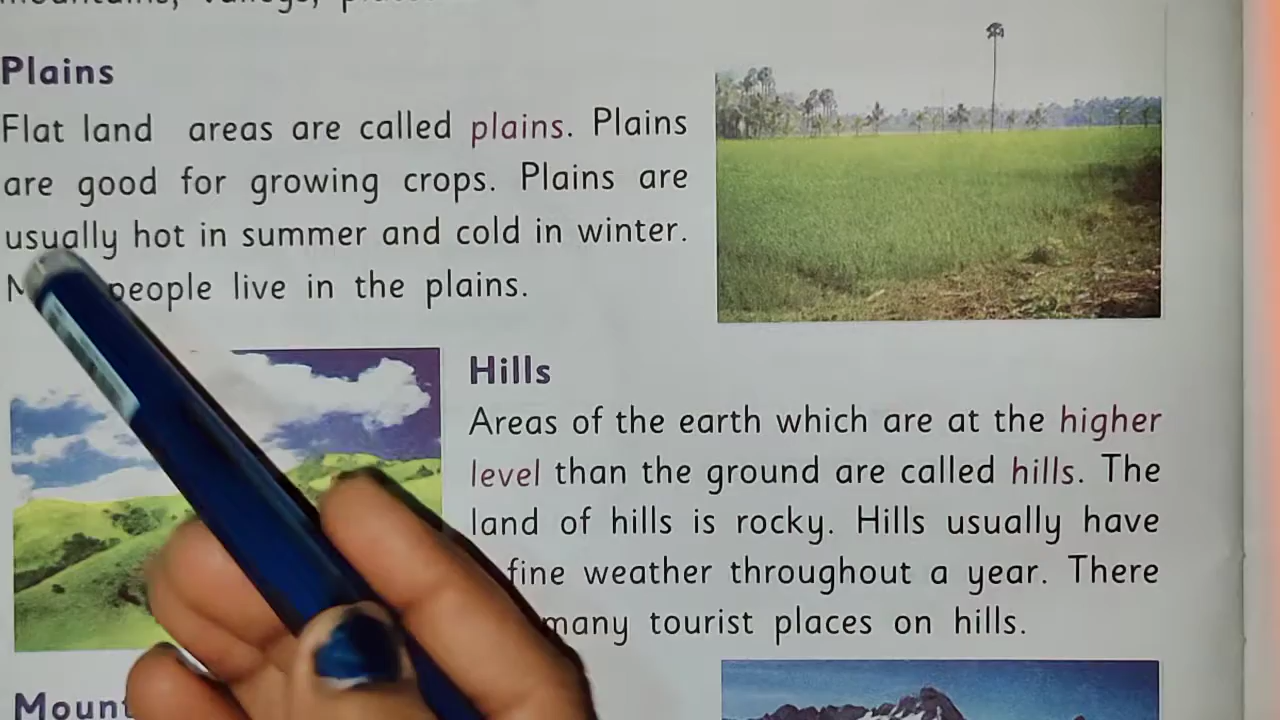 Plains
Flat land areas are called plains. Plains
are good for growing crops. Plains are
usually hot in summer and cold in winter.
people live in the plains.
Hills
Areas of the earth which are at the higher
level than the ground are called hills. The
land of hills is rocky. Hills usually have
fine weather throughout a year. There
many tourist places on hills.